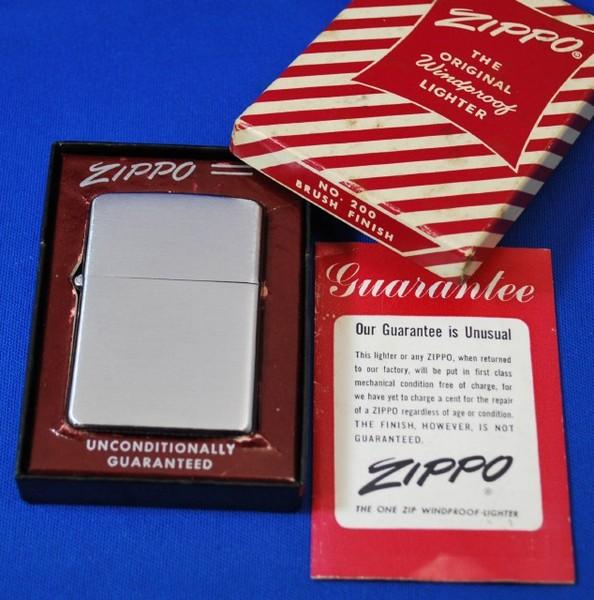 ZIPPO®
THE
ORIGINAL
Windproof
LIGHTER
NO. 200
BRUSH FINISH
ZIPPO
UNCONDITIONALLY
GUARANTEED
Guarantee
Our Guarantee is Unusual
This lighter or any ZIPPO, when returned
to our factory, will be put in first class
mechanical condition free of charge, for
we have yet to charge a cent for the repair
of a ZIPPO regardless of age or condition.
THE FINISH, HOWEVER, IS NOT
GUARANTEED.
ZIPPO
®
THE ONE ZIP WINDPROOF LIGHTER